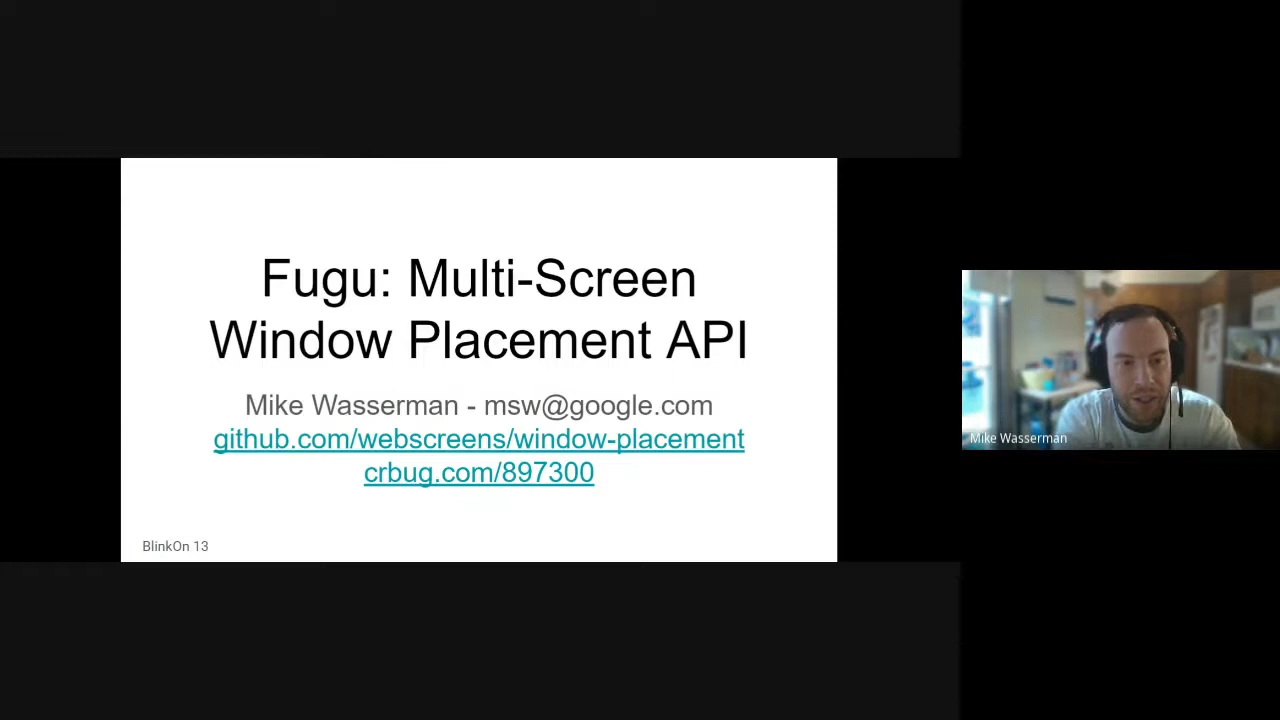 Fugu: Multi-Screen
Window Placement API
Mike Wasserman - msw@google.com
github.com/webscreens/window-placement
crbug.com/897300
BlinkOn 13
Mike Wasserman